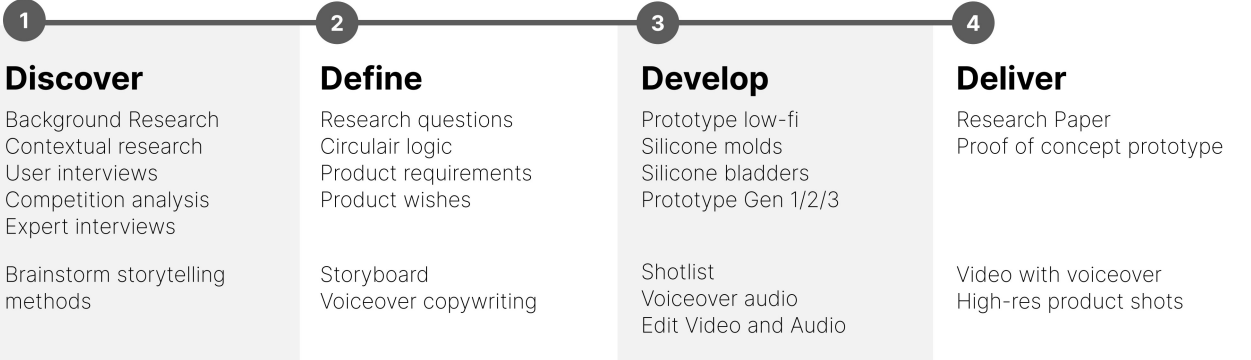 1
2
3
4
Discover
Background Research
Contextual research
User interviews
Competition analysis
Expert interviews
Brainstorm storytelling
methods
Define
Research questions
Circulair logic
Product requirements
Product wishes
Storyboard
Voiceover copywriting
Develop
Prototype low-fi
Silicone molds
Silicone bladders
Prototype Gen 1/2/3
Shotlist
Voiceover audio
Edit Video and Audio
Deliver
Research Paper
Proof of concept prototype
Video with voiceover
High-res product shots